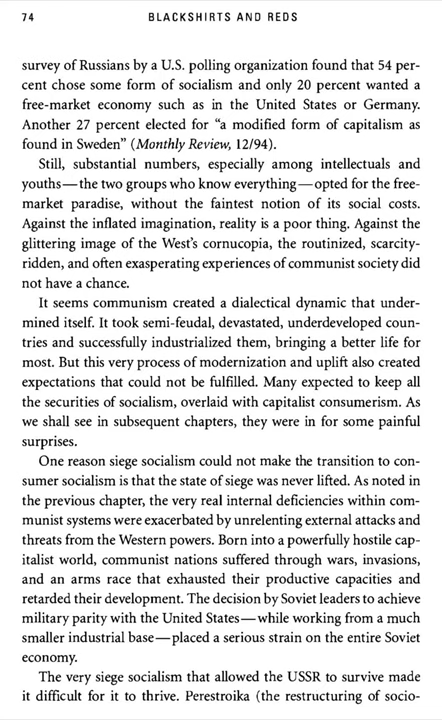 74
BLACKSHIRTS AND REDS
survey of Russians by a U.S. polling organization found that 54 per-
cent chose some form of socialism and only 20 percent wanted a
free-market economy such as in the United States or Germany.
Another 27 percent elected for “a modified form of capitalism as
found in Sweden” (Monthly Review, 12/94).
Still, substantial numbers, especially among intellectuals and
youths—the two groups who know everything—opted for the free-
market paradise, without the faintest notion of its social costs.
Against the inflated imagination, reality is a poor thing. Against the
glittering image of the West’s cornucopia, the routinized, scarcity-
ridden, and often exasperating experiences of communist society did
not have a chance.
It seems communism created a dialectical dynamic that under-
mined itself. It took semi-feudal, devastated, underdeveloped coun-
tries and successfully industrialized them, bringing a better life for
most. But this very process of modernization and uplift also created
expectations that could not be fulfilled. Many expected to keep all
the securities of socialism, overlaid with capitalist consumerism. As
we shall see in subsequent chapters, they were in for some painful
surprises.
One reason siege socialism could not make the transition to con-
sumer socialism is that the state of siege was never lifted. As noted in
the previous chapter, the very real internal deficiencies within com-
munist systems were exacerbated by unrelenting external attacks and
threats from the Western powers. Born into a powerfully hostile cap-
italist world, communist nations suffered through wars, invasions,
and an arms race that exhausted their productive capacities and
retarded their development. The decision by Soviet leaders to achieve
military parity with the United States—while working from a much
smaller industrial base—placed a serious strain on the entire Soviet
economy.
The very siege socialism that allowed the USSR to survive made
it difficult for it to thrive. Perestroika (the restructuring of socio-